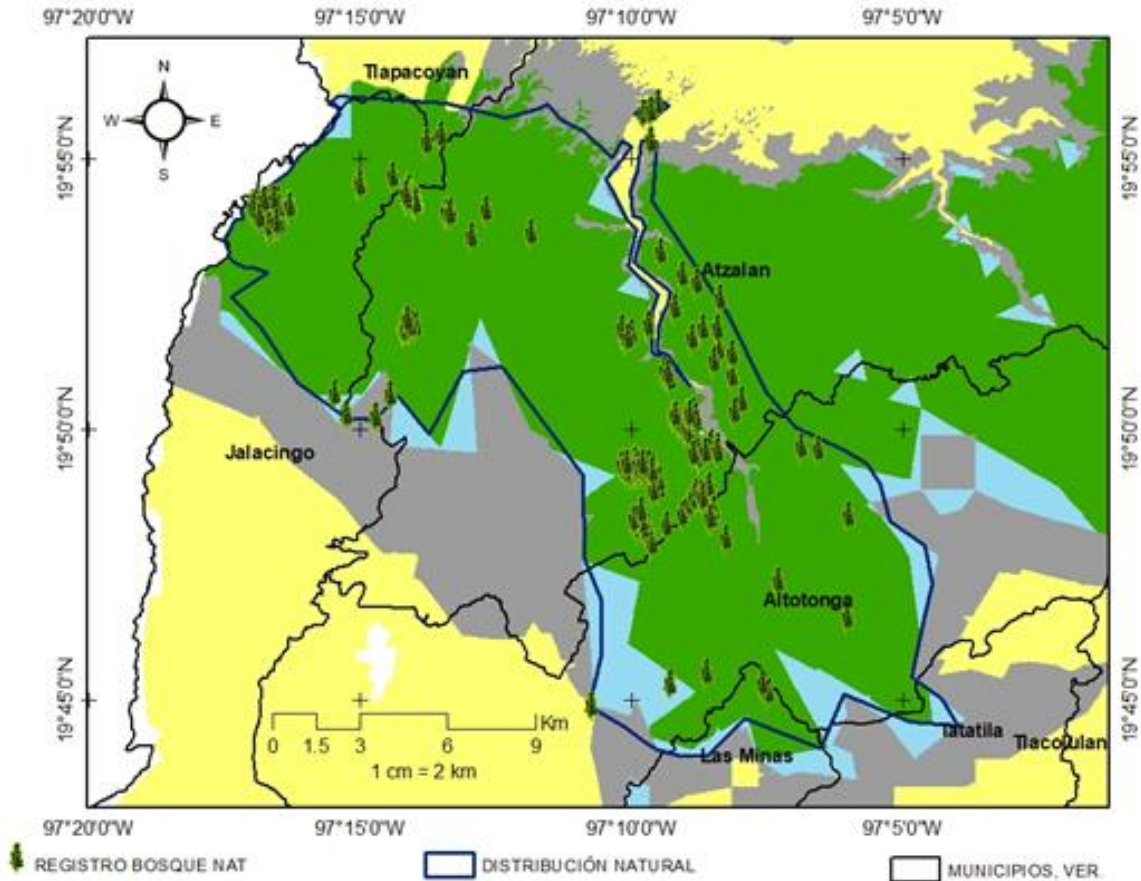 97°20'0"W 97°15'0"W 97°10'0"W 97°5'0"W
Tlapacoyan
N
W E
S
19°55'0"N 19°55'0"N
Atzalan
19°50'0"N 19°50'0"N
Jalacingo
Altotonga
19°45'0"N 19°45'0"N
Km
0 1.5 3 6 9
1 cm = 2 km
Las Minas
Tatatila
Tlacolulan
97°20'0"W 97°15'0"W 97°10'0"W 97°5'0"W
REGISTRO BOSQUE NAT
DISTRIBUCIÓN NATURAL
MUNICIPIOS, VER.